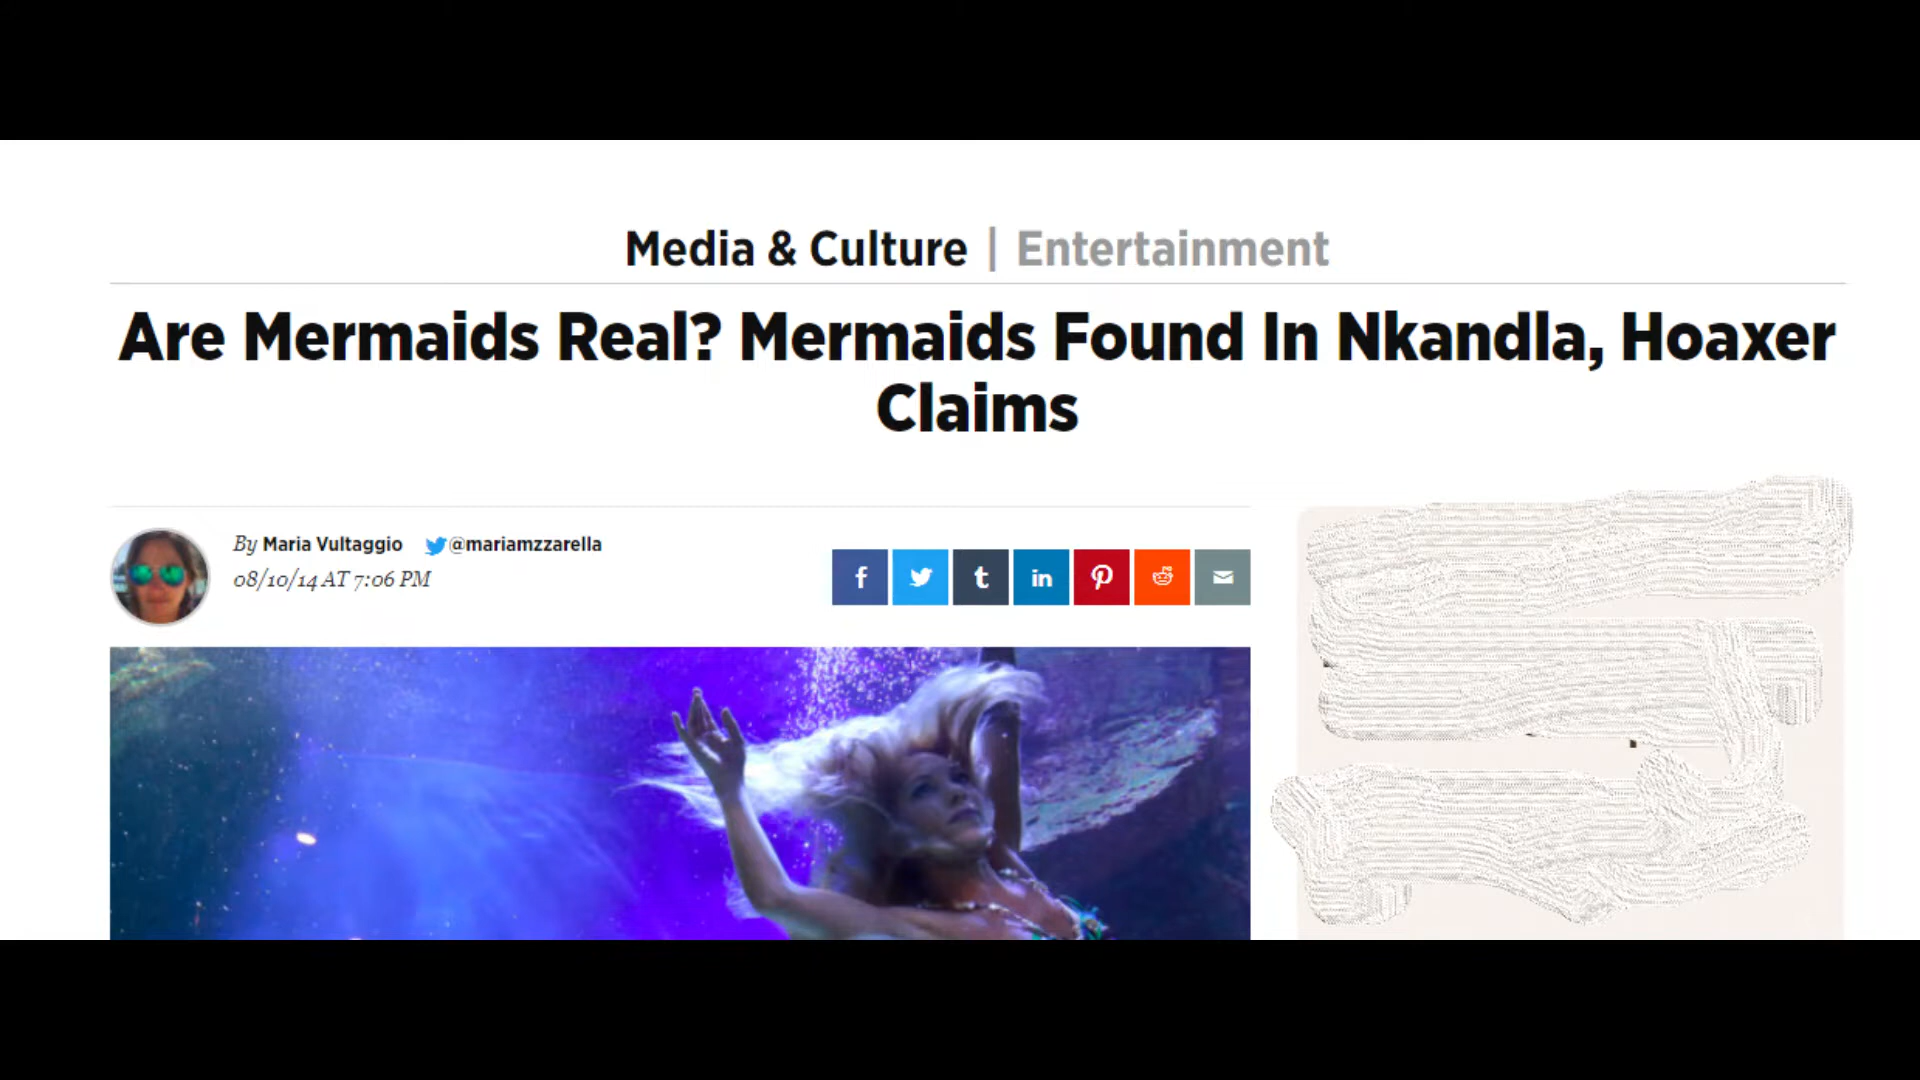 Media & Culture | Entertainment
Are Mermaids Real? Mermaids Found In Nkandla, Hoaxer
Claims
By Maria Vultaggio @mariamzzarella
08/10/14 AT 7:06 PM
f t in